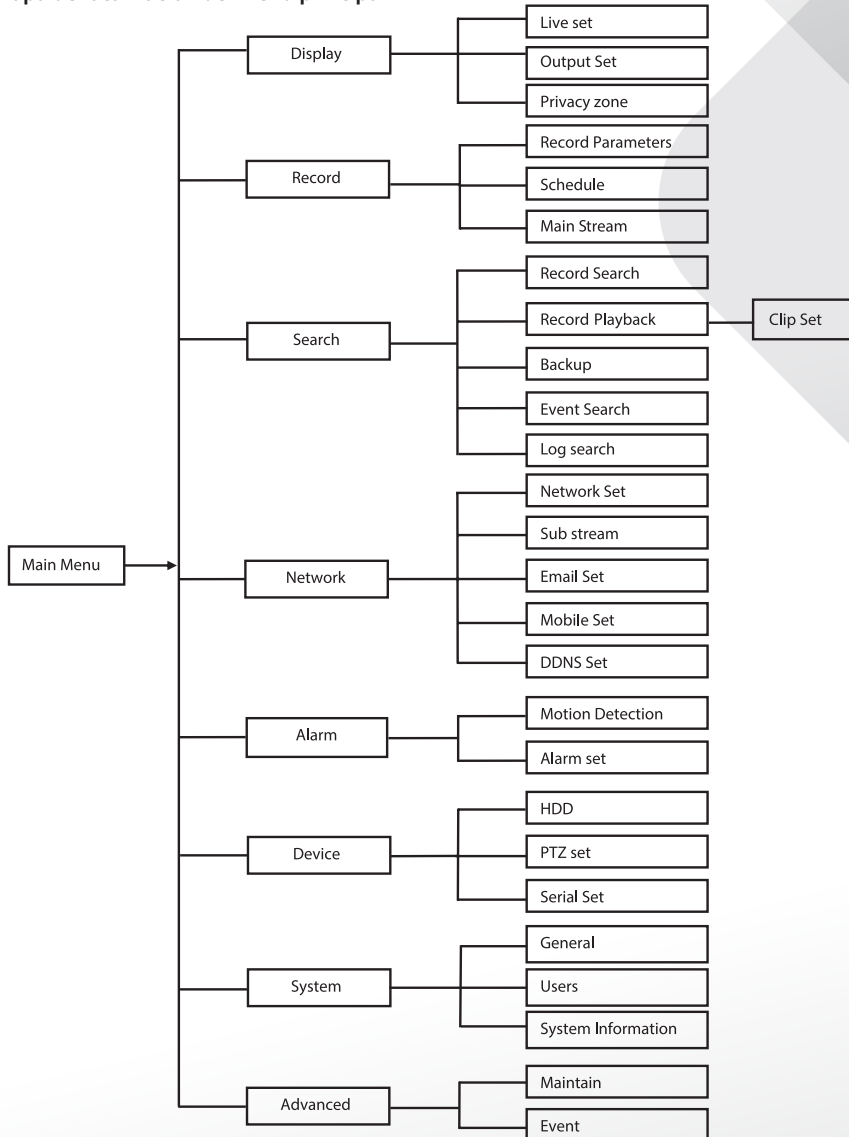 Main Menu
Display
Live set
Output Set
Privacy zone
Record
Record Parameters
Schedule
Main Stream
Search
Record Search
Record Playback
Clip Set
Backup
Event Search
Log search
Network
Network Set
Sub stream
Email Set
Mobile Set
DDNS Set
Alarm
Motion Detection
Alarm set
Device
HDD
PTZ set
Serial Set
System
General
Users
System Information
Advanced
Maintain
Event